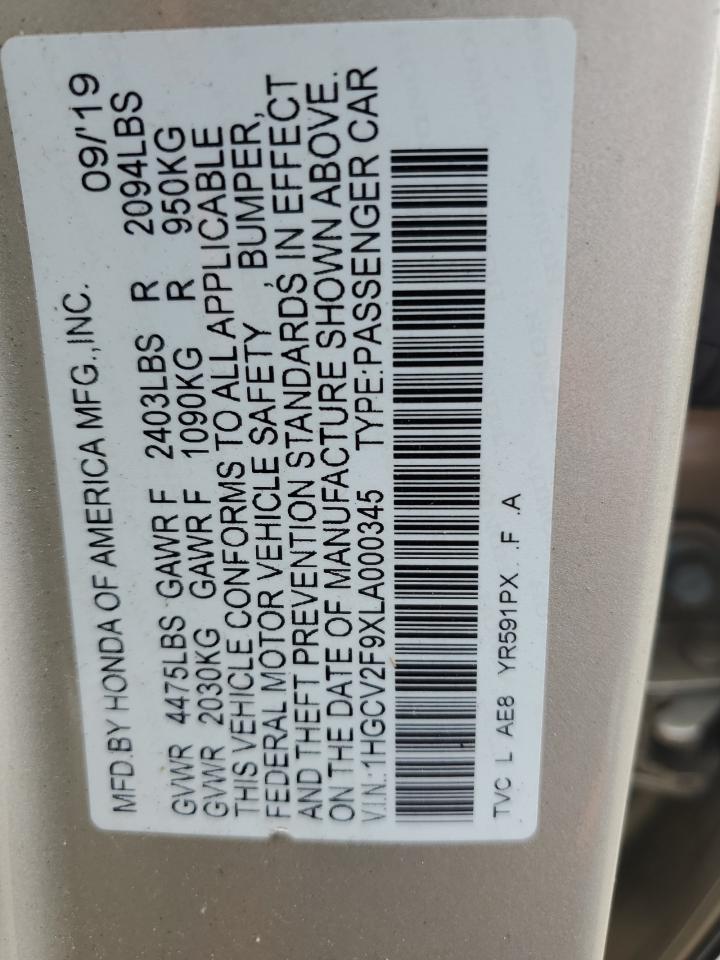 MFD.BY HONDA OF AMERICA MFG.,INC. 09/'19
GVWR 4475LBS GAWR F 2403LBS R 2094LBS
GVWR 2030KG GAWR F 1090KG R 950KG
THIS VEHICLE CONFORMS TO ALL APPLICABLE
FEDERAL MOTOR VEHICLE SAFETY , BUMPER,
AND THEFT PREVENTION STANDARDS IN EFFECT
ON THE DATE OF MANUFACTURE SHOWN ABOVE.
V.I.N.:1HGCV2F9XLA000345 TYPE:PASSENGER CAR
TVC L AE8 YR591PX. .F .A